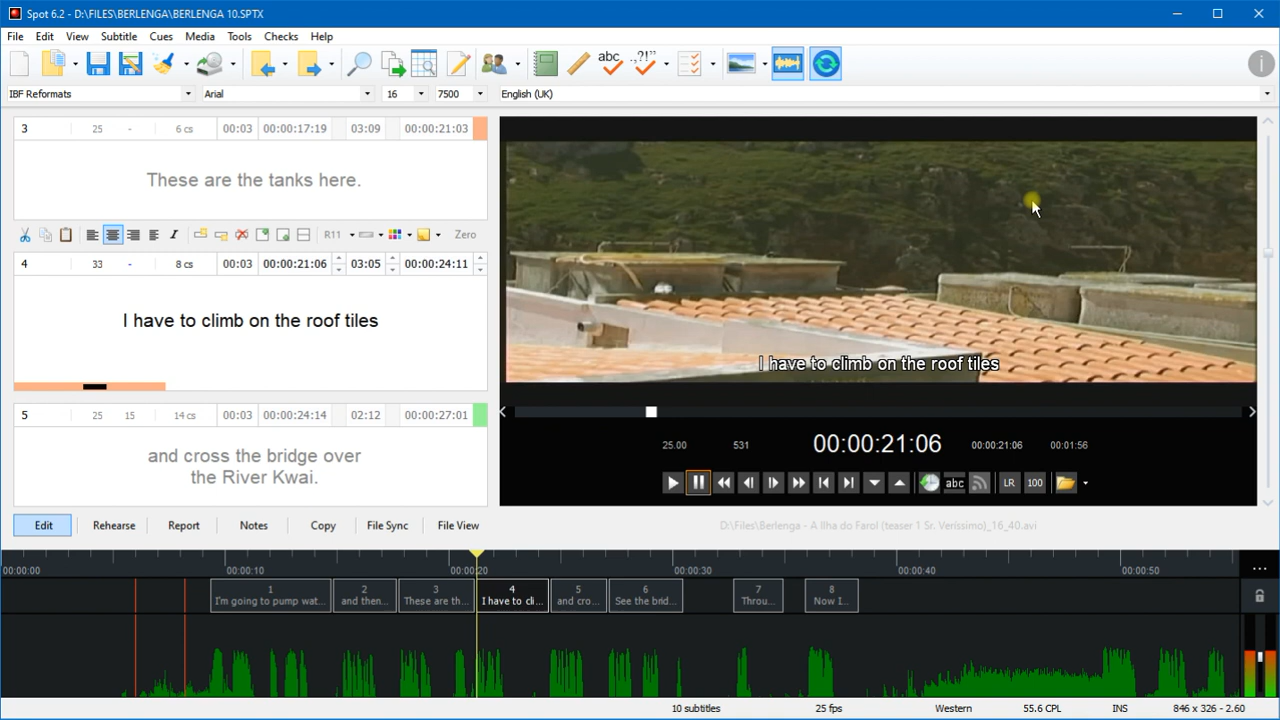 Spot 6.2 - D:\FILES\BERLENGA\BERLENGA 10.SPTX
File Edit View Subtitle Cues Media Tools Checks Help
abc .,?!”
IBF Reformats Arial 16 7500 English (UK)
3 25 - 6 cs 00:03 00:00:17:19 03:09 00:00:21:03
These are the tanks here.
R11 Zero
4 33 - 8 cs 00:03 00:00:21:06 03:05 00:00:24:11
I have to climb on the roof tiles
5 25 15 14 cs 00:03 00:00:24:14 02:12 00:00:27:01
and cross the bridge over
the River Kwai.
I have to climb on the roof tiles
25.00 531 00:00:21:06 00:00:21:06 00:01:56
abc LR 100
Edit Rehearse Report Notes Copy File Sync File View
D:\Files\Berlenga - A Ilha do Farol (teaser 1 Sr. Veríssimo)_16_40.avi
00:00:00 00:00:10 00:00:20 00:00:30 00:00:40 00:00:50 ...
1 2 3 4 5 6 7 8
I'm going to pump wat... and then... These are th... I have to cli... and cro... See the brid... Throu... Now I...
10 subtitles 25 fps Western 55.6 CPL INS 846 x 326 - 2.60